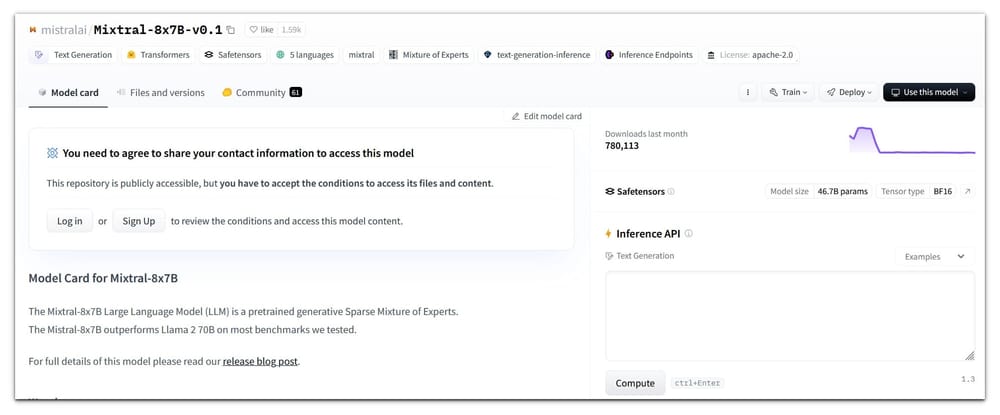 mistralai/Mixtral-8x7B-v0.1 like 1.59k
Text Generation Transformers Safetensors 5 languages mixtral Mixture of Experts text-generation-inference Inference Endpoints License: apache-2.0
Model card Files and versions Community 61 Train Deploy Use this model
Edit model card
You need to agree to share your contact information to access this model
This repository is publicly accessible, but you have to accept the conditions to access its files and content.
Log in or Sign Up to review the conditions and access this model content.
Model Card for Mixtral-8x7B
The Mixtral-8x7B Large Language Model (LLM) is a pretrained generative Sparse Mixture of Experts.
The Mistral-8x7B outperforms Llama 2 70B on most benchmarks we tested.
For full details of this model please read our release blog post.
Downloads last month
780,113
Safetensors Model size 46.7B params Tensor type BF16
Inference API
Text Generation Examples
Compute ctrl+Enter 1.3